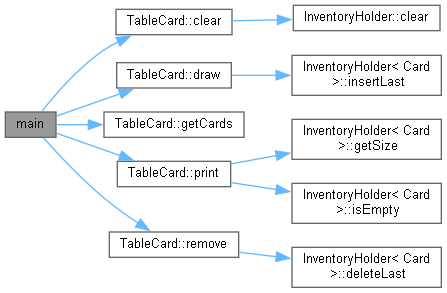 main
TableCard::clear
InventoryHolder::clear
TableCard::draw
InventoryHolder< Card
>::insertLast
TableCard::getCards
TableCard::print
InventoryHolder< Card
>::getSize
InventoryHolder< Card
>::isEmpty
TableCard::remove
InventoryHolder< Card
>::deleteLast